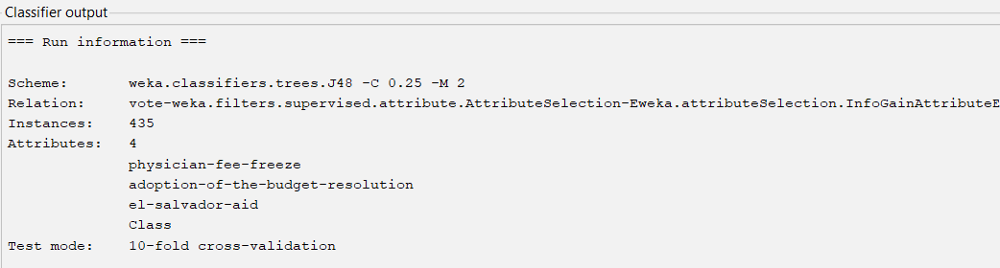 Classifier output
=== Run information ===
Scheme: weka.classifiers.trees.J48 -C 0.25 -M 2
Relation: vote-weka.filters.supervised.attribute.AttributeSelection-Eweka.attributeSelection.InfoGainAttributeE
Instances: 435
Attributes: 4
physician-fee-freeze
adoption-of-the-budget-resolution
el-salvador-aid
Class
Test mode: 10-fold cross-validation